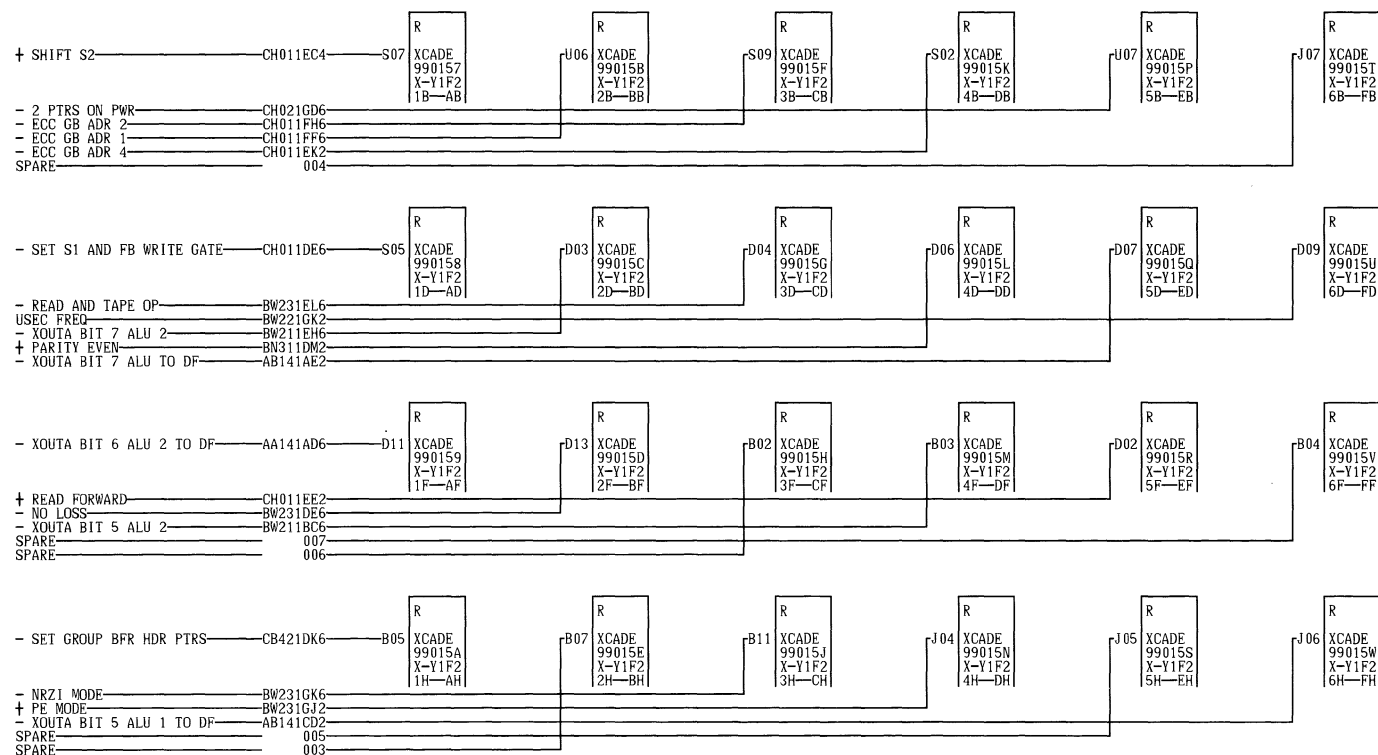 R R R R R R
+ SHIFT S2 CH011EC4 S07 XCADE U06 XCADE S09 XCADE S02 XCADE U07 XCADE J07 XCADE
990157 99015B 99015F 99015K 99015P 99015T
X-Y1F2 X-Y1F2 X-Y1F2 X-Y1F2 X-Y1F2 X-Y1F2
1B—AB 2B—BB 3B—CB 4B—DB 5B—EB 6B—FB
- 2 PTRS ON PWR CH021GD6
- ECC GB ADR 2 CH011FH6
- ECC GB ADR 1 CH011FF6
- ECC GB ADR 4 CH011EK2
SPARE 004
R R R R R R
- SET S1 AND FB WRITE GATE CH011DE6 S05 XCADE D03 XCADE D04 XCADE D06 XCADE D07 XCADE D09 XCADE
990158 99015C 99015G 99015L 99015Q 99015U
X-Y1F2 X-Y1F2 X-Y1F2 X-Y1F2 X-Y1F2 X-Y1F2
1D—AD 2D—BD 3D—CD 4D—DD 5D—ED 6D—FD
- READ AND TAPE OP BW231EL6
USEC FREQ BW221GK2
- XOUTA BIT 7 ALU 2 BW211EH6
+ PARITY EVEN BN311DM2
- XOUTA BIT 7 ALU TO DF AB141AE2
R R R R R R
- XOUTA BIT 6 ALU 2 TO DF AA141AD6 D11 XCADE D13 XCADE B02 XCADE B03 XCADE D02 XCADE B04 XCADE
990159 99015D 99015H 99015M 99015R 99015V
X-Y1F2 X-Y1F2 X-Y1F2 X-Y1F2 X-Y1F2 X-Y1F2
1F—AF 2F—BF 3F—CF 4F—DF 5F—EF 6F—FF
+ READ FORWARD CH011EE2
- NO LOSS BW231DE6
- XOUTA BIT 5 ALU 2 BW211BC6
SPARE 007
SPARE 006
R R R R R R
- SET GROUP BFR HDR PTRS CB421DK6 B05 XCADE B07 XCADE B11 XCADE J04 XCADE J05 XCADE J06 XCADE
99015A 99015E 99015J 99015N 99015S 99015W
X-Y1F2 X-Y1F2 X-Y1F2 X-Y1F2 X-Y1F2 X-Y1F2
1H—AH 2H—BH 3H—CH 4H—DH 5H—EH 6H—FH
- NRZI MODE BW231GK6
+ PE MODE BW231GJ2
- XOUTA BIT 5 ALU 1 TO DF AB141CD2
SPARE 005
SPARE 003